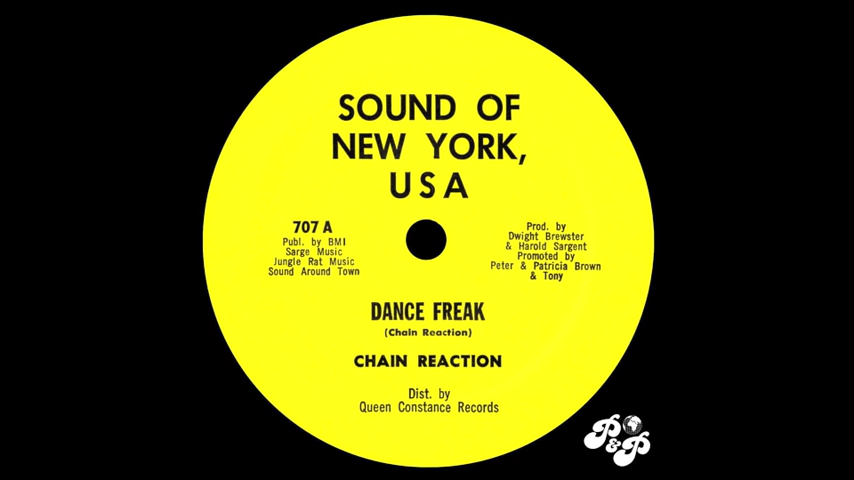 SOUND OF
NEW YORK,
USA
707 A
Publ. by BMI
Sarge Music
Jungle Rat Music
Sound Around Town
Prod. by
Dwight Brewster
& Harold Sargent
Promoted by
Peter & Patricia Brown
& Tony
DANCE FREAK
(Chain Reaction)
CHAIN REACTION
Dist. by
Queen Constance Records
P&P